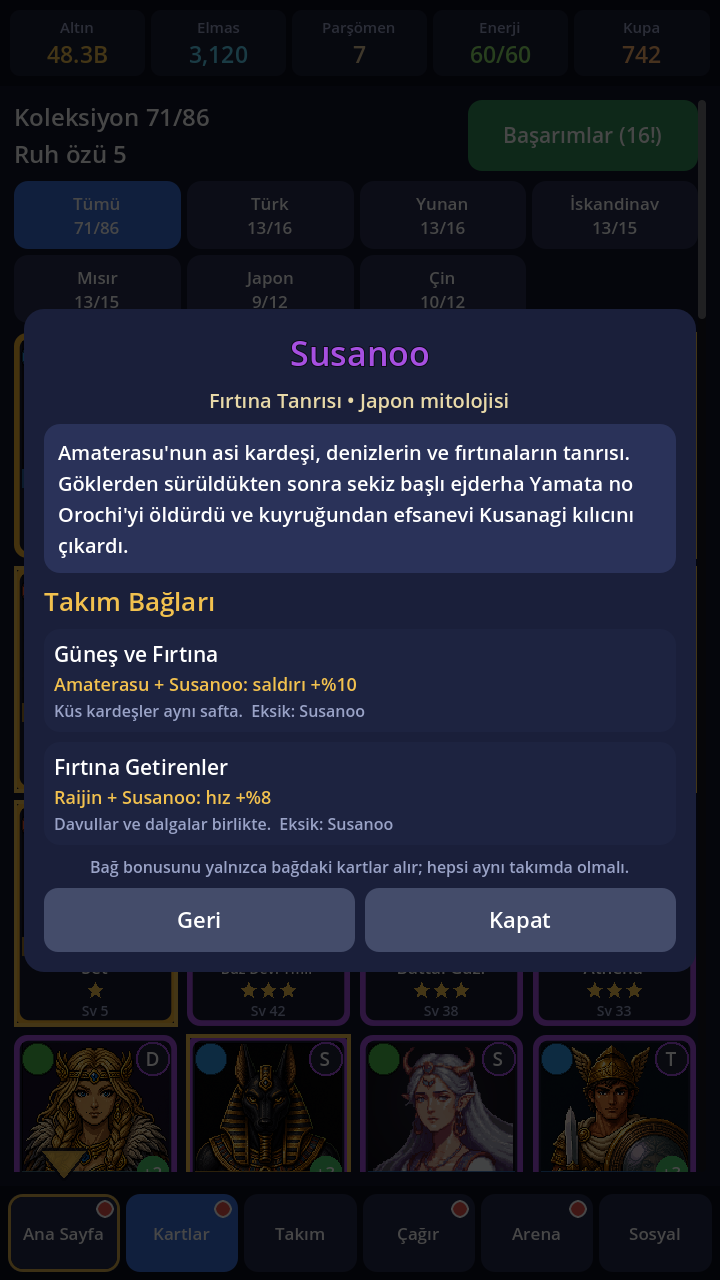 Altın
Elmas
Parşömen
Enerji
Kupa
48.3B
3,120
7
60/60
742
Koleksiyon 71/86
Ruh özü 5
Başarımlar (16!)
Tümü
71/86
Türk
13/16
Yunan
13/16
İskandinav
13/15
Mısır
13/15
Japon
9/12
Çin
10/12
Susanoo
Fırtına Tanrısı • Japon mitolojisi
Amaterasu'nun asi kardeşi, denizlerin ve fırtınaların tanrısı.
Göklerden sürüldükten sonra sekiz başlı ejderha Yamata no
Orochi'yi öldürdü ve kuyruğundan efsanevi Kusanagi kılıcını
çıkardı.
Takım Bağları
Güneş ve Fırtına
Amaterasu + Susanoo: saldırı +%10
Küs kardeşler aynı safta.  Eksik: Susanoo
Fırtına Getirenler
Raijin + Susanoo: hız +%8
Davullar ve dalgalar birlikte.  Eksik: Susanoo
Bağ bonusunu yalnızca bağdaki kartlar alır; hepsi aynı takımda olmalı.
Geri
Kapat
Sv 5
Sv 42
Sv 38
Sv 33
D
S
S
T
Ana Sayfa
Kartlar
Takım
Çağır
Arena
Sosyal